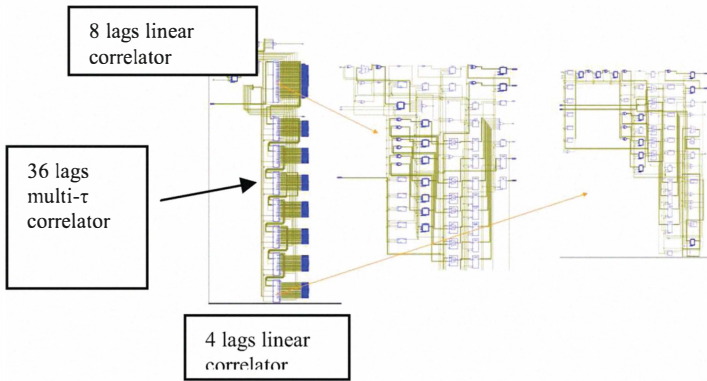 8 lags linear
correlator
36 lags
multi-τ
correlator
4 lags linear
correlator